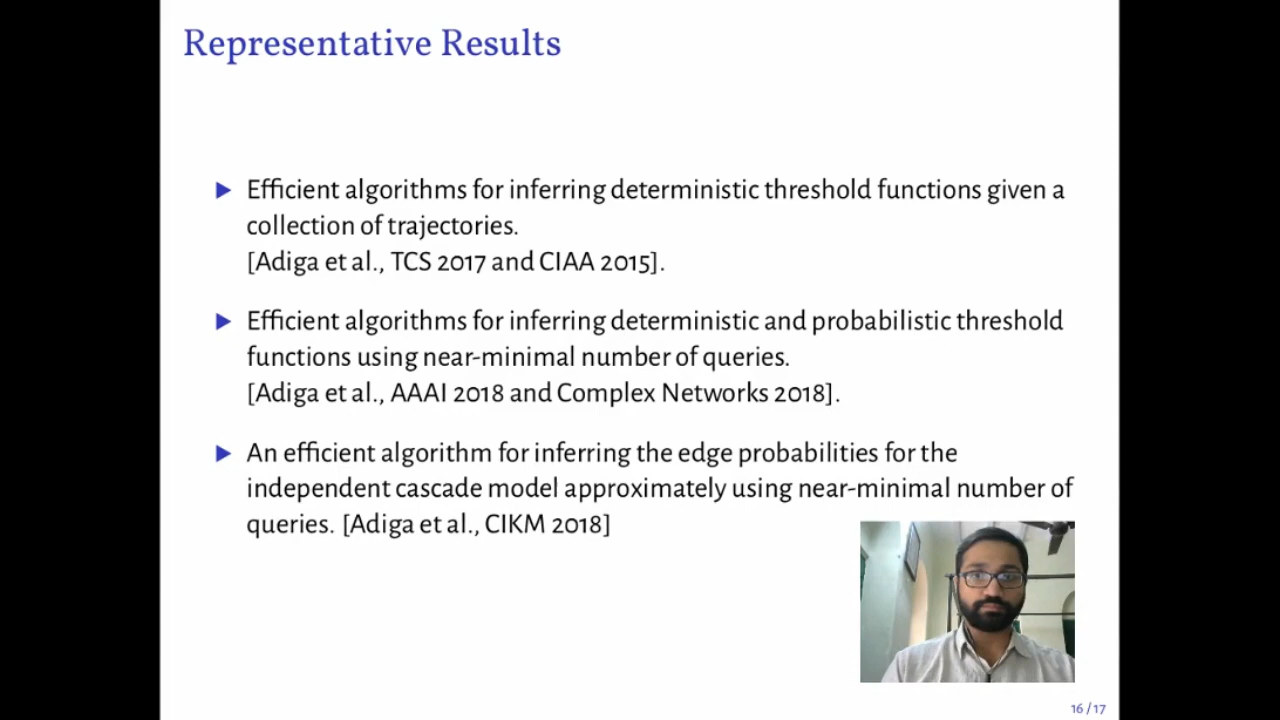 Representative Results
▶ Efficient algorithms for inferring deterministic threshold functions given a
collection of trajectories.
[Adiga et al., TCS 2017 and CIAA 2015].
▶ Efficient algorithms for inferring deterministic and probabilistic threshold
functions using near-minimal number of queries.
[Adiga et al., AAAI 2018 and Complex Networks 2018].
▶ An efficient algorithm for inferring the edge probabilities for the
independent cascade model approximately using near-minimal number of
queries. [Adiga et al., CIKM 2018]
16 / 17